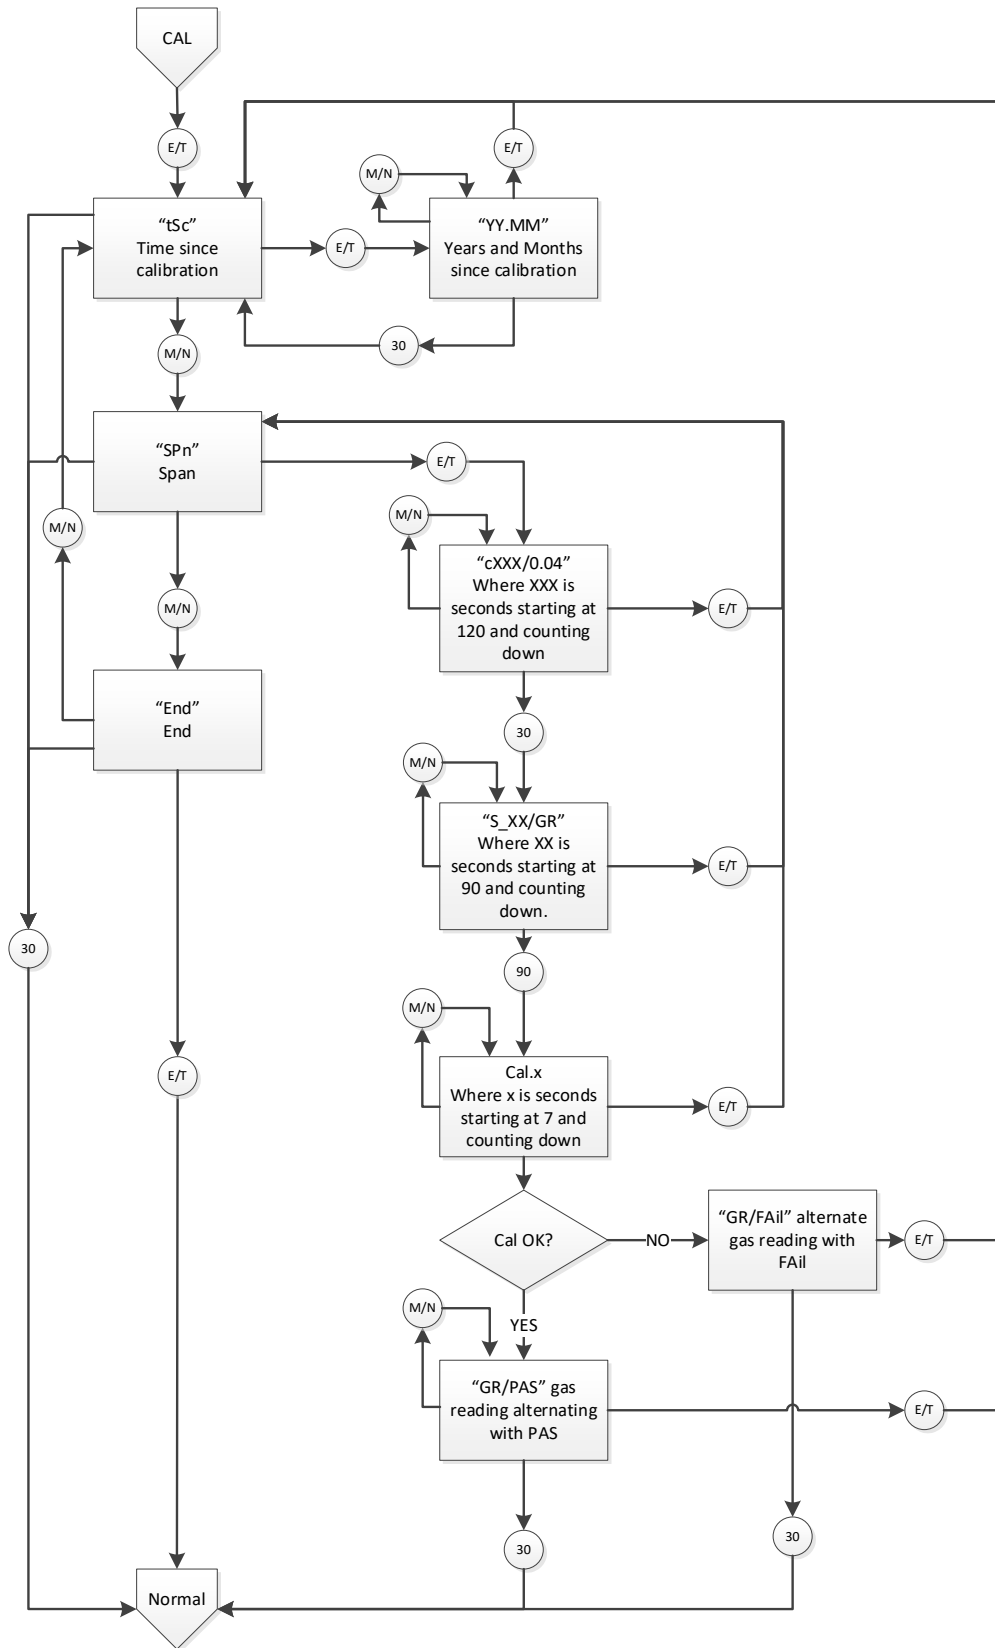 CAL
E/T
E/T
M/N
“tSc”
Time since
calibration
E/T
“YY.MM”
Years and Months
since calibration
30
M/N
“SPn”
Span
E/T
M/N
M/N
“cXXX/0.04”
Where XXX is
seconds starting at
120 and counting
down
E/T
M/N
“End”
End
30
M/N
“S_XX/GR”
Where XX is
seconds starting at
90 and counting
down.
E/T
30
90
M/N
Cal.x
Where x is seconds
starting at 7 and
counting down
E/T
E/T
Cal OK?
NO
“GR/FAil” alternate
gas reading with
FAil
E/T
M/N
YES
“GR/PAS” gas
reading alternating
with PAS
E/T
30
30
Normal